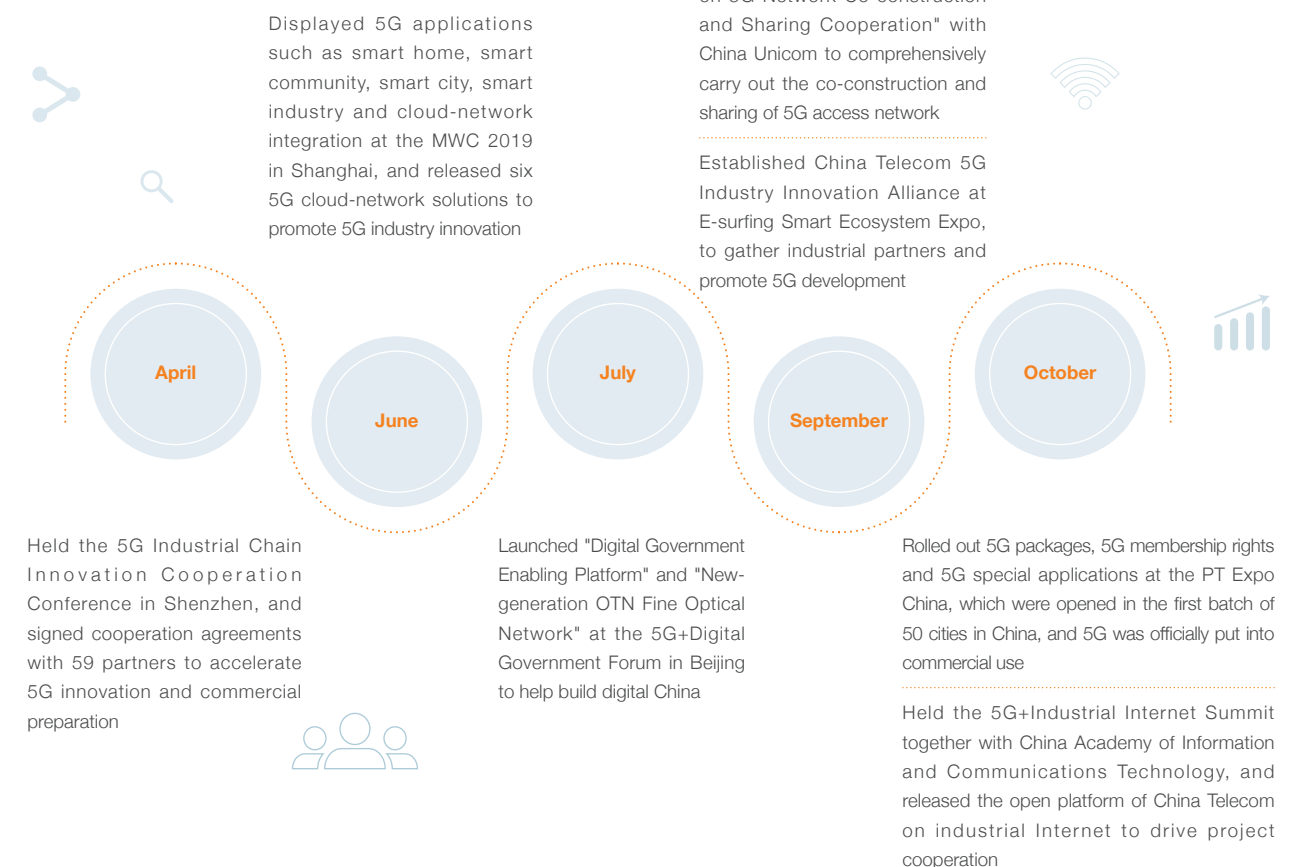 Displayed 5G applications
such as smart home, smart
community, smart city, smart
industry and cloud-network
integration at the MWC 2019
in Shanghai, and released six
5G cloud-network solutions to
promote 5G industry innovation
and Sharing Cooperation" with
China Unicom to comprehensively
carry out the co-construction and
sharing of 5G access network
Established China Telecom 5G
Industry Innovation Alliance at
E-surfing Smart Ecosystem Expo,
to gather industrial partners and
promote 5G development
April
June
July
September
October
Held the 5G Industrial Chain
Innovation Cooperation
Conference in Shenzhen, and
signed cooperation agreements
with 59 partners to accelerate
5G innovation and commercial
preparation
Launched "Digital Government
Enabling Platform" and "New-
generation OTN Fine Optical
Network" at the 5G+Digital
Government Forum in Beijing
to help build digital China
Rolled out 5G packages, 5G membership rights
and 5G special applications at the PT Expo
China, which were opened in the first batch of
50 cities in China, and 5G was officially put into
commercial use
Held the 5G+Industrial Internet Summit
together with China Academy of Information
and Communications Technology, and
released the open platform of China Telecom
on industrial Internet to drive project
cooperation